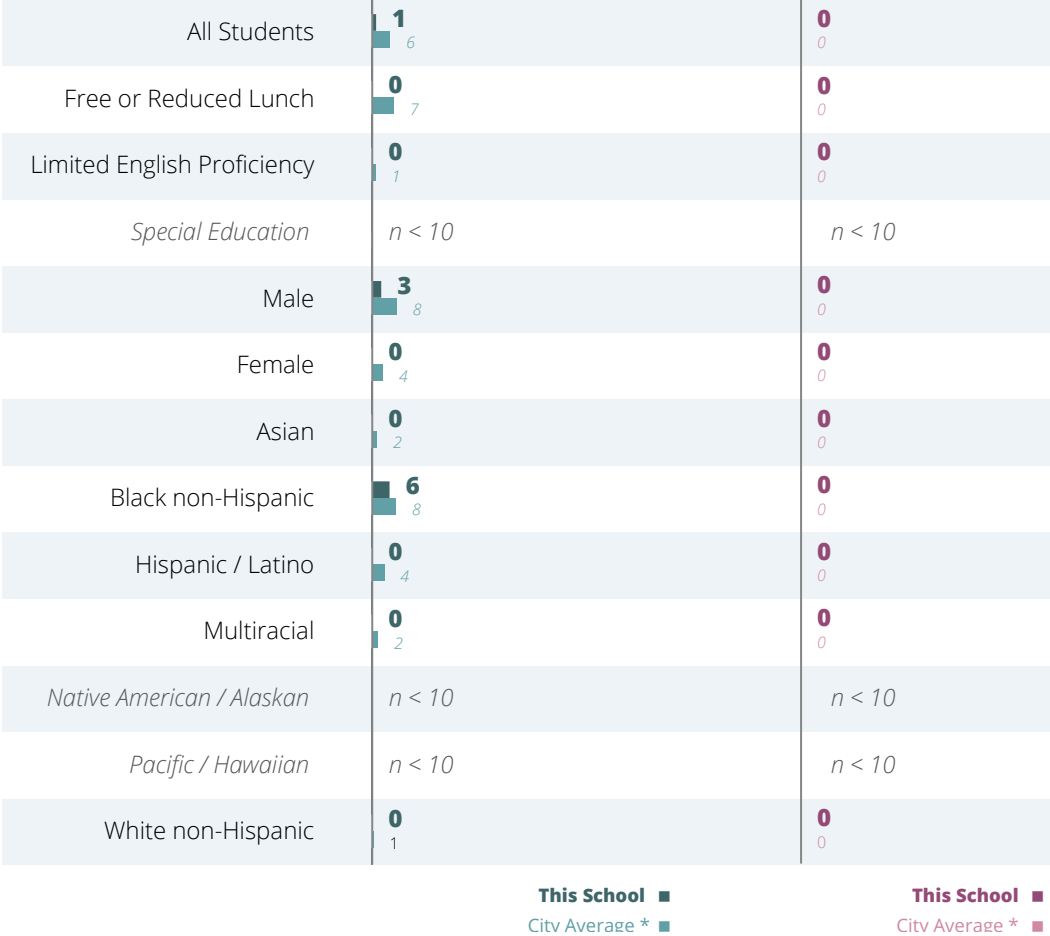 All Students 1 0
6 0
Free or Reduced Lunch 0 0
7 0
Limited English Proficiency 0 0
1 0
Special Education n < 10 n < 10
Male 3 0
8 0
Female 0 0
4 0
Asian 0 0
2 0
Black non-Hispanic 6 0
8 0
Hispanic / Latino 0 0
4 0
Multiracial 0 0
2 0
Native American / Alaskan n < 10 n < 10
Pacific / Hawaiian n < 10 n < 10
White non-Hispanic 0 0
1 0
This School This School
City Average * City Average *